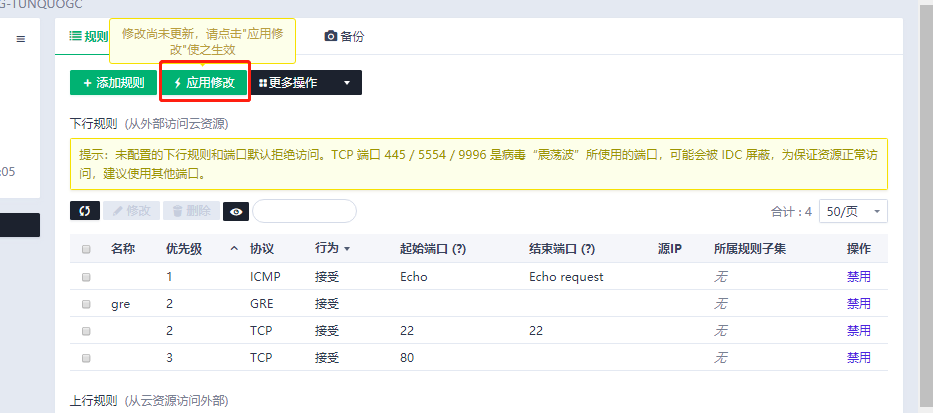 G-TUNQUOGC
修改尚未更新，请点击"应用修
改"使之生效
规则
备份
:05
+ 添加规则 应用修改 更多操作
下行规则 (从外部访问云资源)
提示：未配置的下行规则和端口默认拒绝访问。TCP 端口 445 / 5554 / 9996 是病毒“震荡波”所使用的端口，可能会被 IDC 屏蔽，为保证资源正常访
问，建议使用其他端口。
修改 删除 合计：4 50/页
名称 优先级 协议 行为 起始端口 (?) 结束端口 (?) 源IP 所属规则子集 操作
1 ICMP 接受 Echo Echo request 无 禁用
gre 2 GRE 接受 无 禁用
2 TCP 接受 22 22 无 禁用
3 TCP 接受 80 无 禁用
上行规则 (从云资源访问外部)